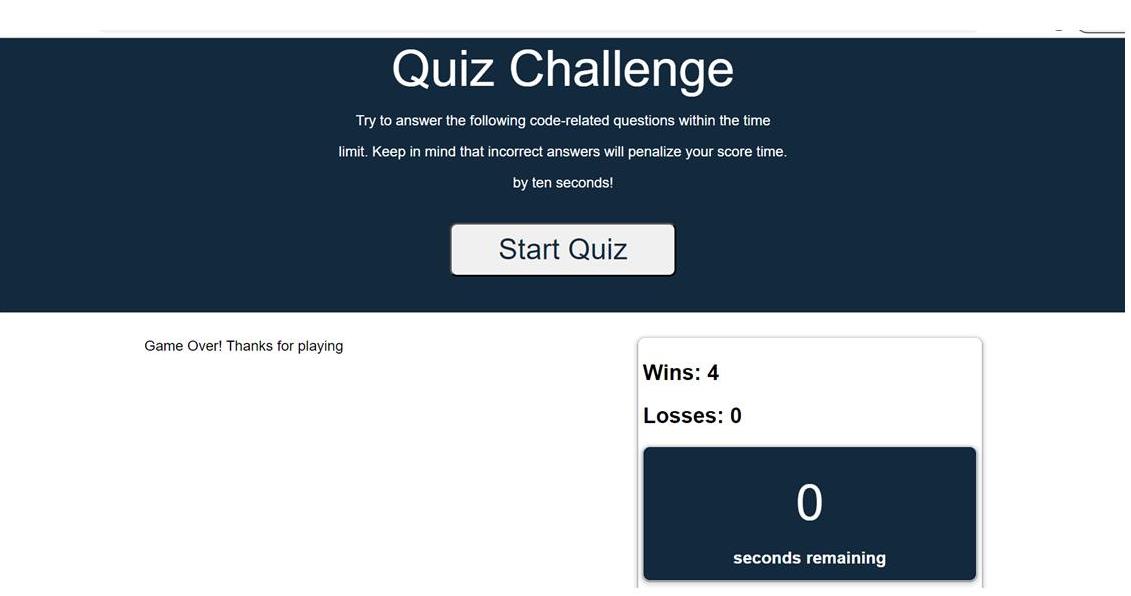 Quiz Challenge
Try to answer the following code-related questions within the time
limit. Keep in mind that incorrect answers will penalize your score time.
by ten seconds!
Start Quiz
Game Over! Thanks for playing
Wins: 4
Losses: 0
0
seconds remaining